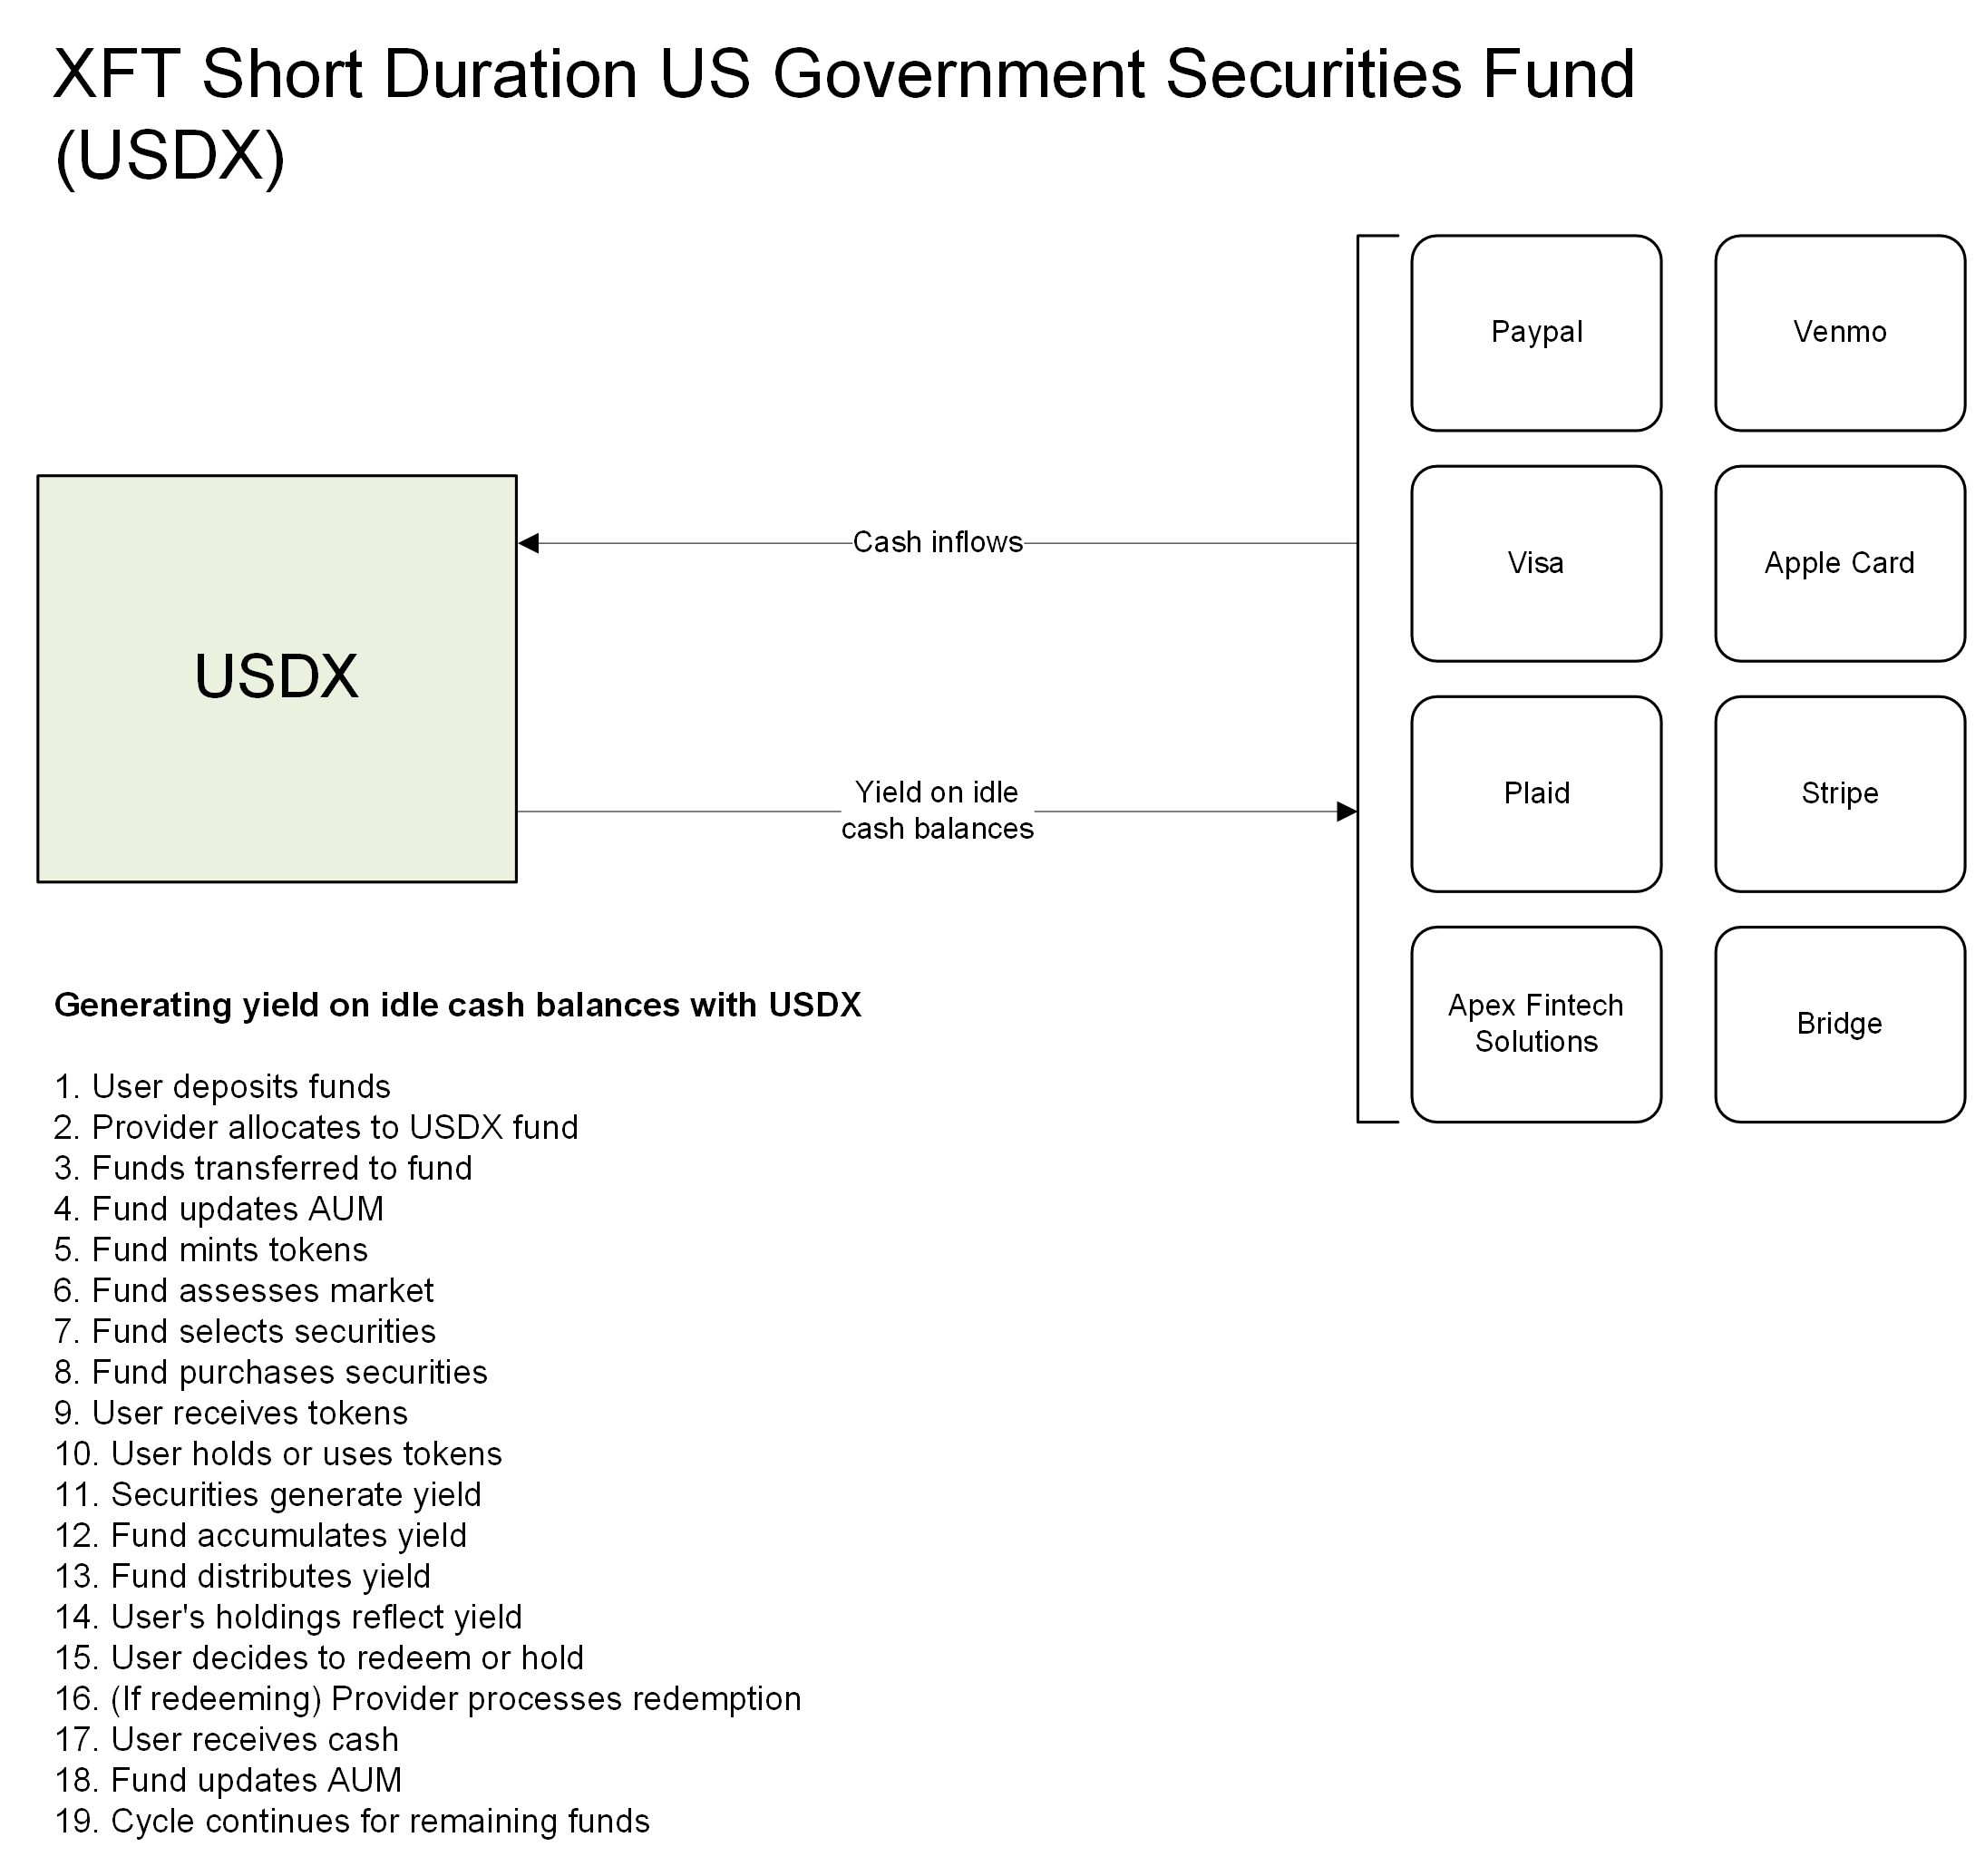 XFT Short Duration US Government Securities Fund
(USDX)
Paypal
Venmo
Cash inflows
Visa
Apple Card
USDX
Yield on idle
cash balances
Plaid
Stripe
Apex Fintech
Solutions
Bridge
Generating yield on idle cash balances with USDX
1. User deposits funds
2. Provider allocates to USDX fund
3. Funds transferred to fund
4. Fund updates AUM
5. Fund mints tokens
6. Fund assesses market
7. Fund selects securities
8. Fund purchases securities
9. User receives tokens
10. User holds or uses tokens
11. Securities generate yield
12. Fund accumulates yield
13. Fund distributes yield
14. User's holdings reflect yield
15. User decides to redeem or hold
16. (If redeeming) Provider processes redemption
17. User receives cash
18. Fund updates AUM
19. Cycle continues for remaining funds